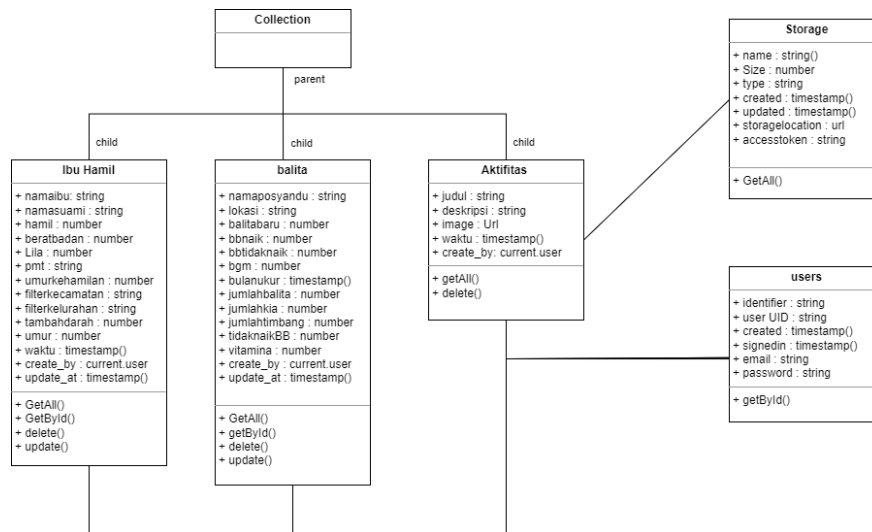 Collection
parent
child
child
child
Ibu Hamil
+ namaibu: string
+ namasuami : string
+ hamil : number
+ beratbadan : number
+ Lila : number
+ pmt : string
+ umurkehamilan : number
+ filterkecamatan : string
+ filterkelurahan : string
+ tambahdarah : number
+ umur : number
+ waktu : timestamp()
+ create_by : current.user
+ update_at : timestamp()
+ GetAll()
+ GetById()
+ delete()
+ update()
balita
+ namaposyandu : string
+ lokasi : string
+ balitabaru : number
+ bbnaik : number
+ bbtidaknaik : number
+ bgm : number
+ bulanukur : timestamp()
+ jumlahbalita : number
+ jumlahkia : number
+ jumlahtimbang : number
+ tidaknaikBB : number
+ vitamina : number
+ create_by : current.user
+ update_at : timestamp()
+ GetAll()
+ getById()
+ delete()
+ update()
Aktifitas
+ judul : string
+ deskripsi : string
+ image : Url
+ waktu : timestamp()
+ create_by: current.user
+ getAll()
+ delete()
Storage
+ name : string()
+ Size : number
+ type : string
+ created : timestamp()
+ updated : timestamp()
+ storagelocation : url
+ accesstoken : string
+ GetAll()
users
+ identifier : string
+ user UID : string
+ created : timestamp()
+ signedin : timestamp()
+ email : string
+ password : string
+ getById()